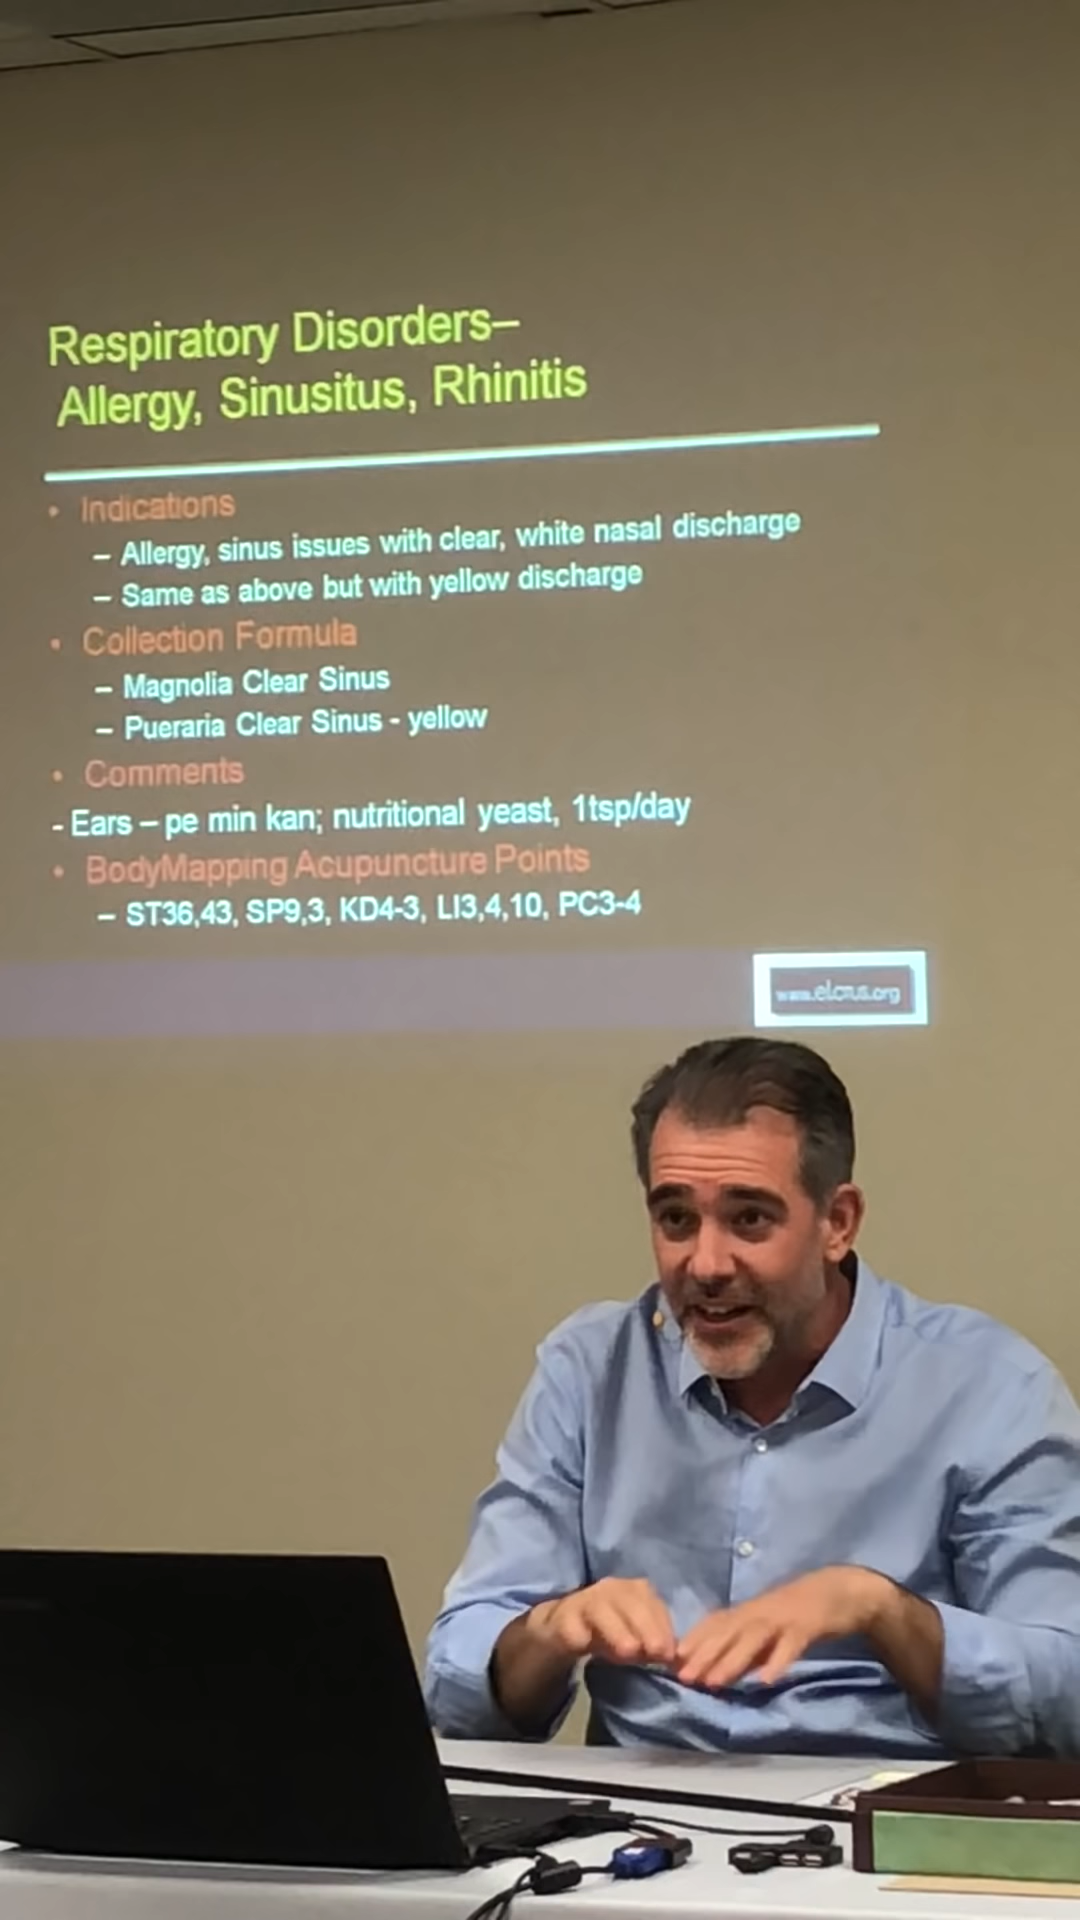 Respiratory Disorders–
Allergy, Sinusitus, Rhinitis
• Indications
– Allergy, sinus issues with clear, white nasal discharge
– Same as above but with yellow discharge
• Collection Formula
– Magnolia Clear Sinus
– Pueraria Clear Sinus - yellow
• Comments
- Ears – pe min kan; nutritional yeast, 1tsp/day
• BodyMapping Acupuncture Points
– ST36,43, SP9,3, KD4-3, LI3,4,10, PC3-4